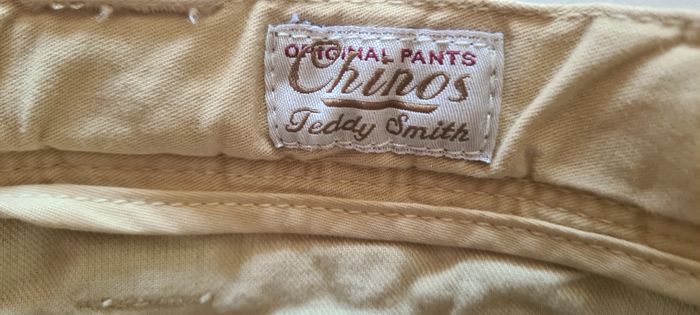 ORIGINAL PANTS
Chinos
Teddy Smith